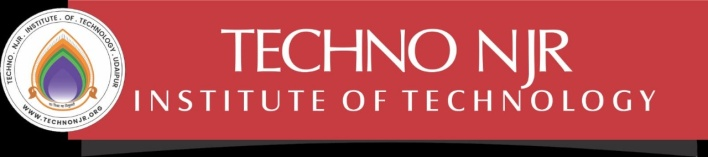 TECHNO . NJR . INSTITUTE . OF . TECHNOLOGY . UDAIPUR
WWW.TECHNONJR.ORG
TECHNO NJR
INSTITUTE OF TECHNOLOGY